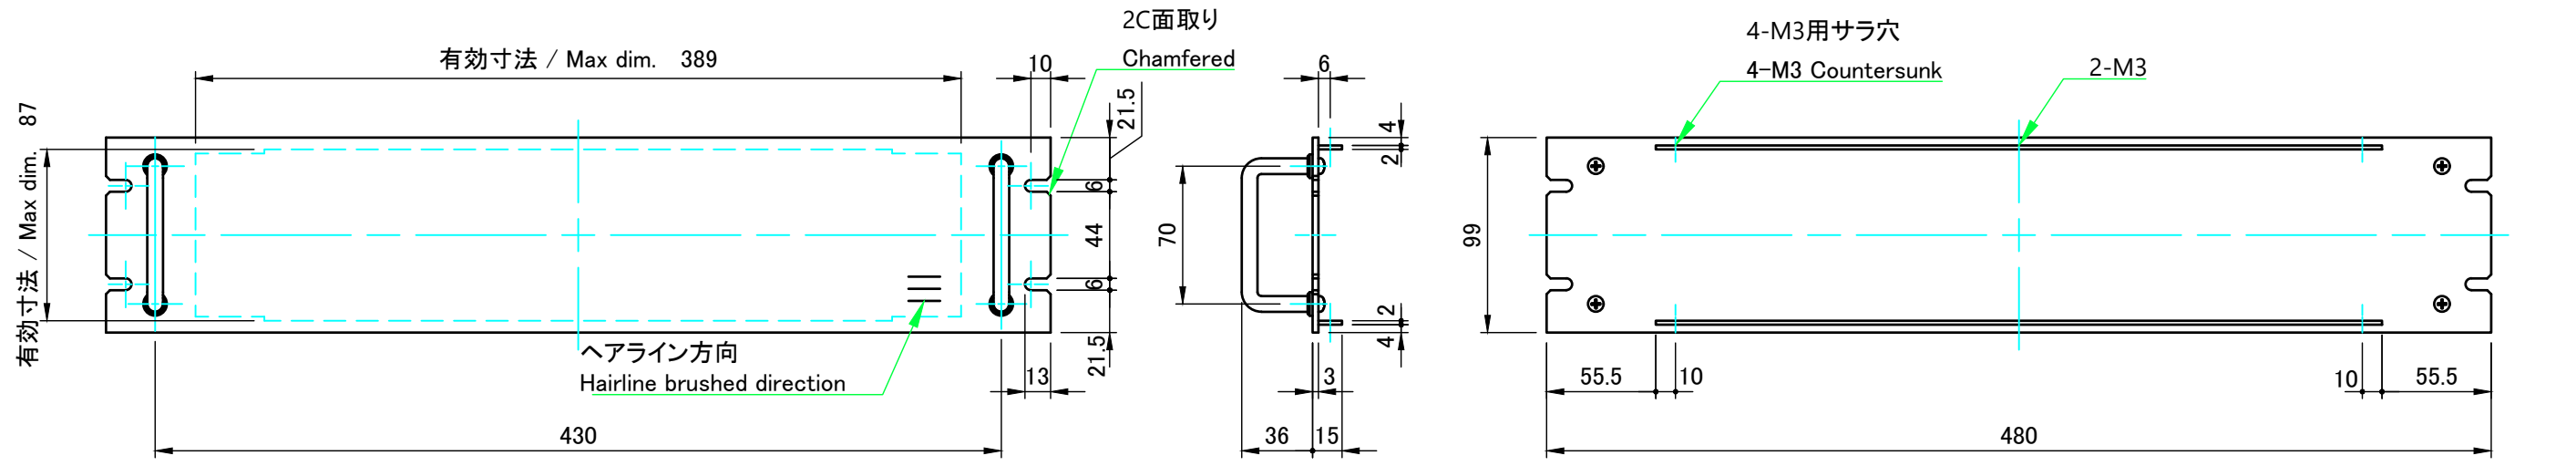 有効寸法 / Max dim. 389
有効寸法 / Max dim. 87
10
2C面取り
Chamfered
21.5
6
44
6
21.5
13
ヘアライン方向
Hairline brushed direction
430
6
4
2
70
2
4
3
36
15
4-M3用サラ穴
4-M3 Countersunk
2-M3
99
55.5
10
10
55.5
480